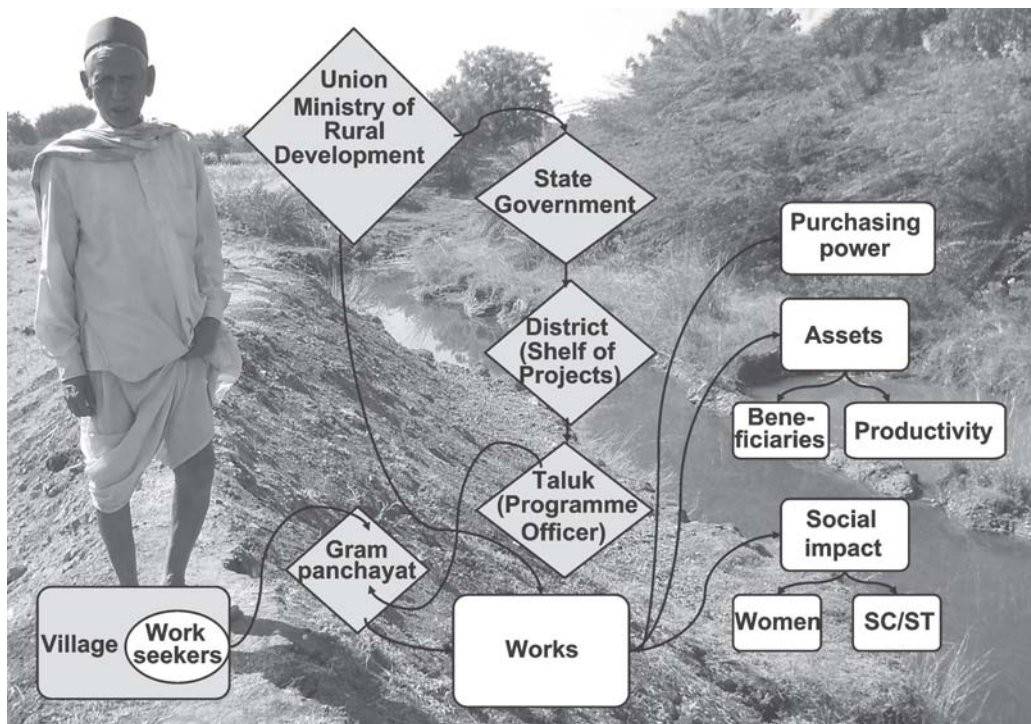 Union
Ministry of
Rural
Development
State
Government
District
(Shelf of
Projects)
Taluk
(Programme
Officer)
Gram
panchayat
Village
Work
seekers
Works
Purchasing
power
Assets
Bene-
ficiaries
Productivity
Social
impact
Women
SC/ST